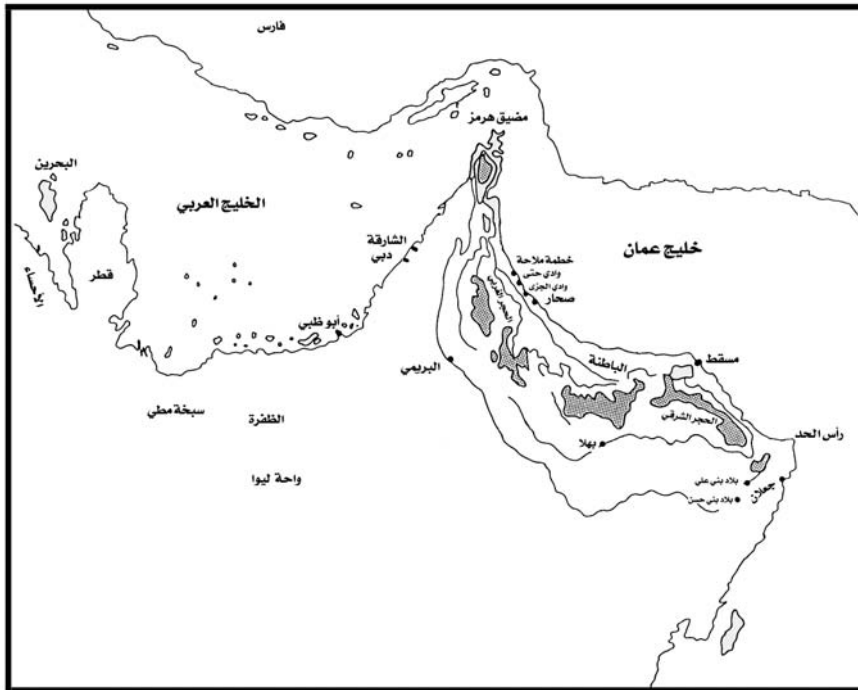 فارس
مضيق هرمز
البحرين
الخليج العربي
خليج عمان
الشارقة
دبي
خطمة ملاحة
وادي حتى
وادي الجزي
صحار
قطر
الأحساء
الحجر الغربي
أبو ظبي
الباطنة
مسقط
البريمي
سبخة مطي
الظفرة
الحجر الشرقي
رأس الحد
بهلا
واحة ليوا
بلاد بني علي
جعلان
بلاد بني حسن